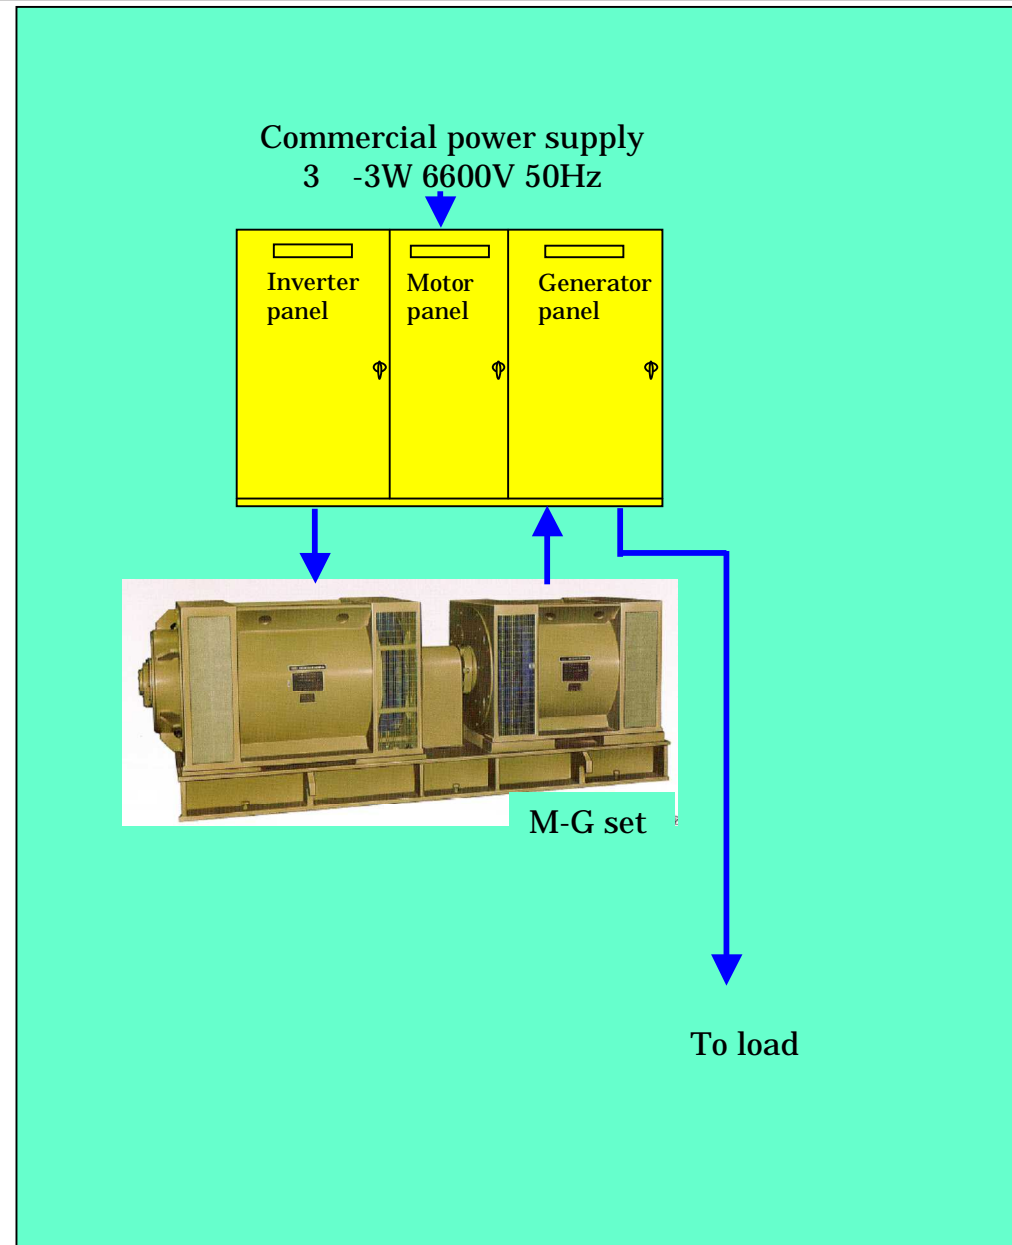 Commercial power supply
3 -3W 6600V 50Hz
Inverter
panel
Motor
panel
Generator
panel
M-G set
To load